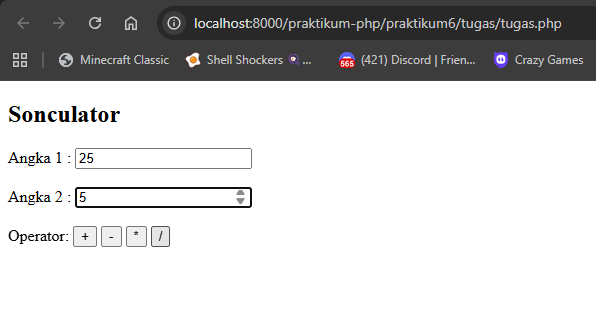 localhost:8000/praktikum-php/praktikum6/tugas/tugas.php
Minecraft Classic Shell Shockers 🍳... (421) Discord | Frien... Crazy Games
565
Sonculator
Angka 1 : 25
Angka 2 : 5
Operator: + - * /